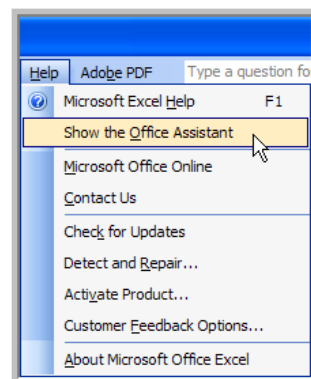 Help Adobe PDF Type a question fo
Microsoft Excel Help F1
Show the Office Assistant
Microsoft Office Online
Contact Us
Check for Updates
Detect and Repair...
Activate Product...
Customer Feedback Options...
About Microsoft Office Excel